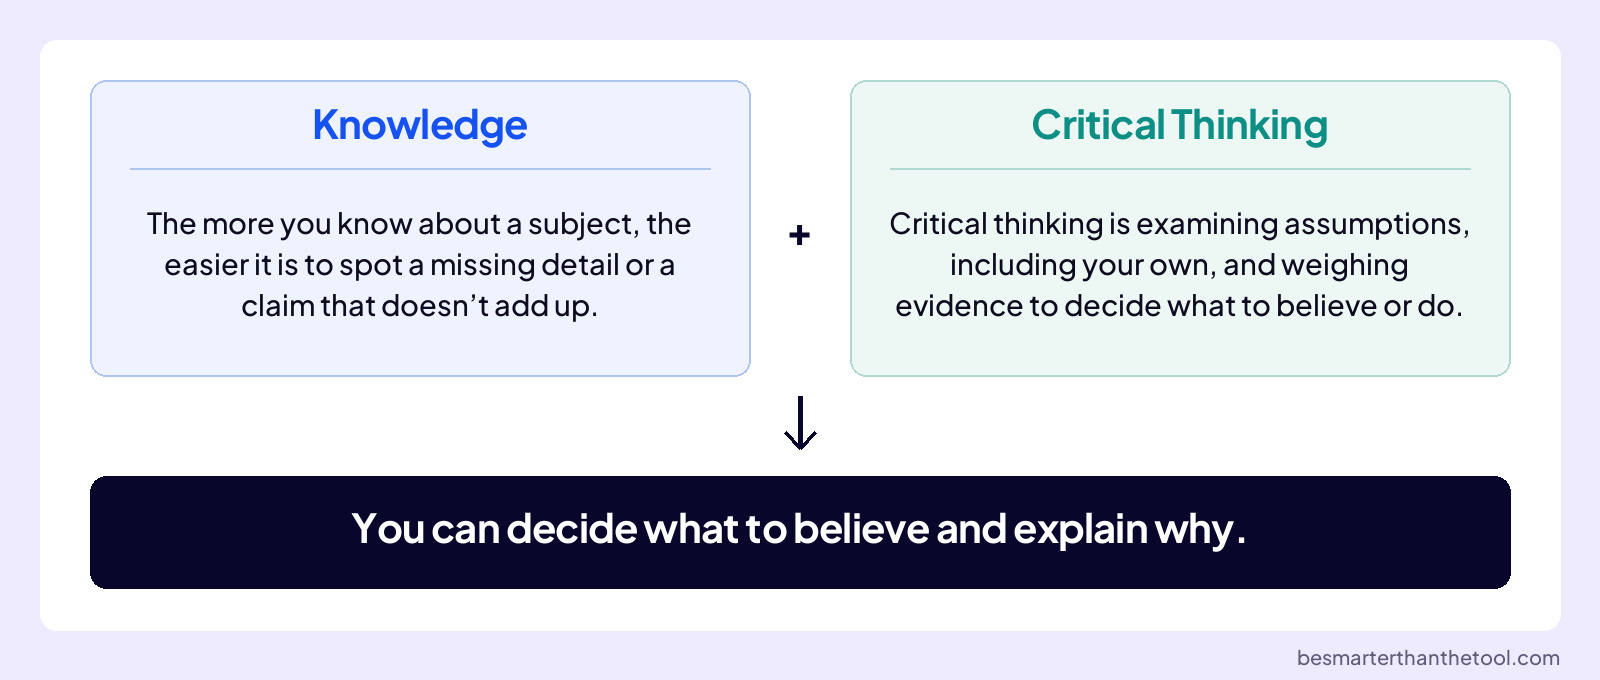 Knowledge
The more you know about a subject, the
easier it is to spot a missing detail or a
claim that doesn’t add up.
+
Critical Thinking
Critical thinking is examining assumptions,
including your own, and weighing
evidence to decide what to believe or do.
You can decide what to believe and explain why.
besmarterthanthetool.com